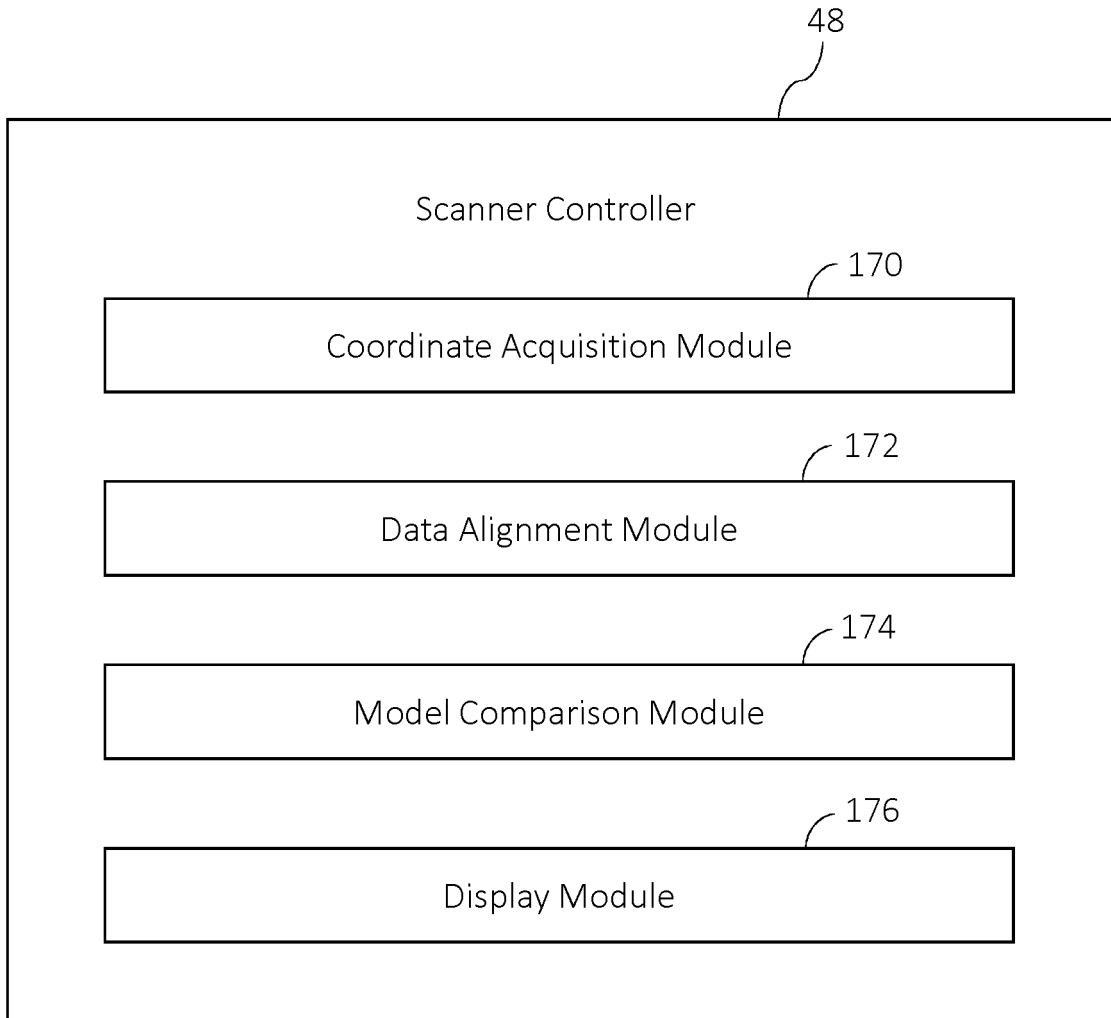 48
Scanner Controller
170
Coordinate Acquisition Module
172
Data Alignment Module
174
Model Comparison Module
176
Display Module